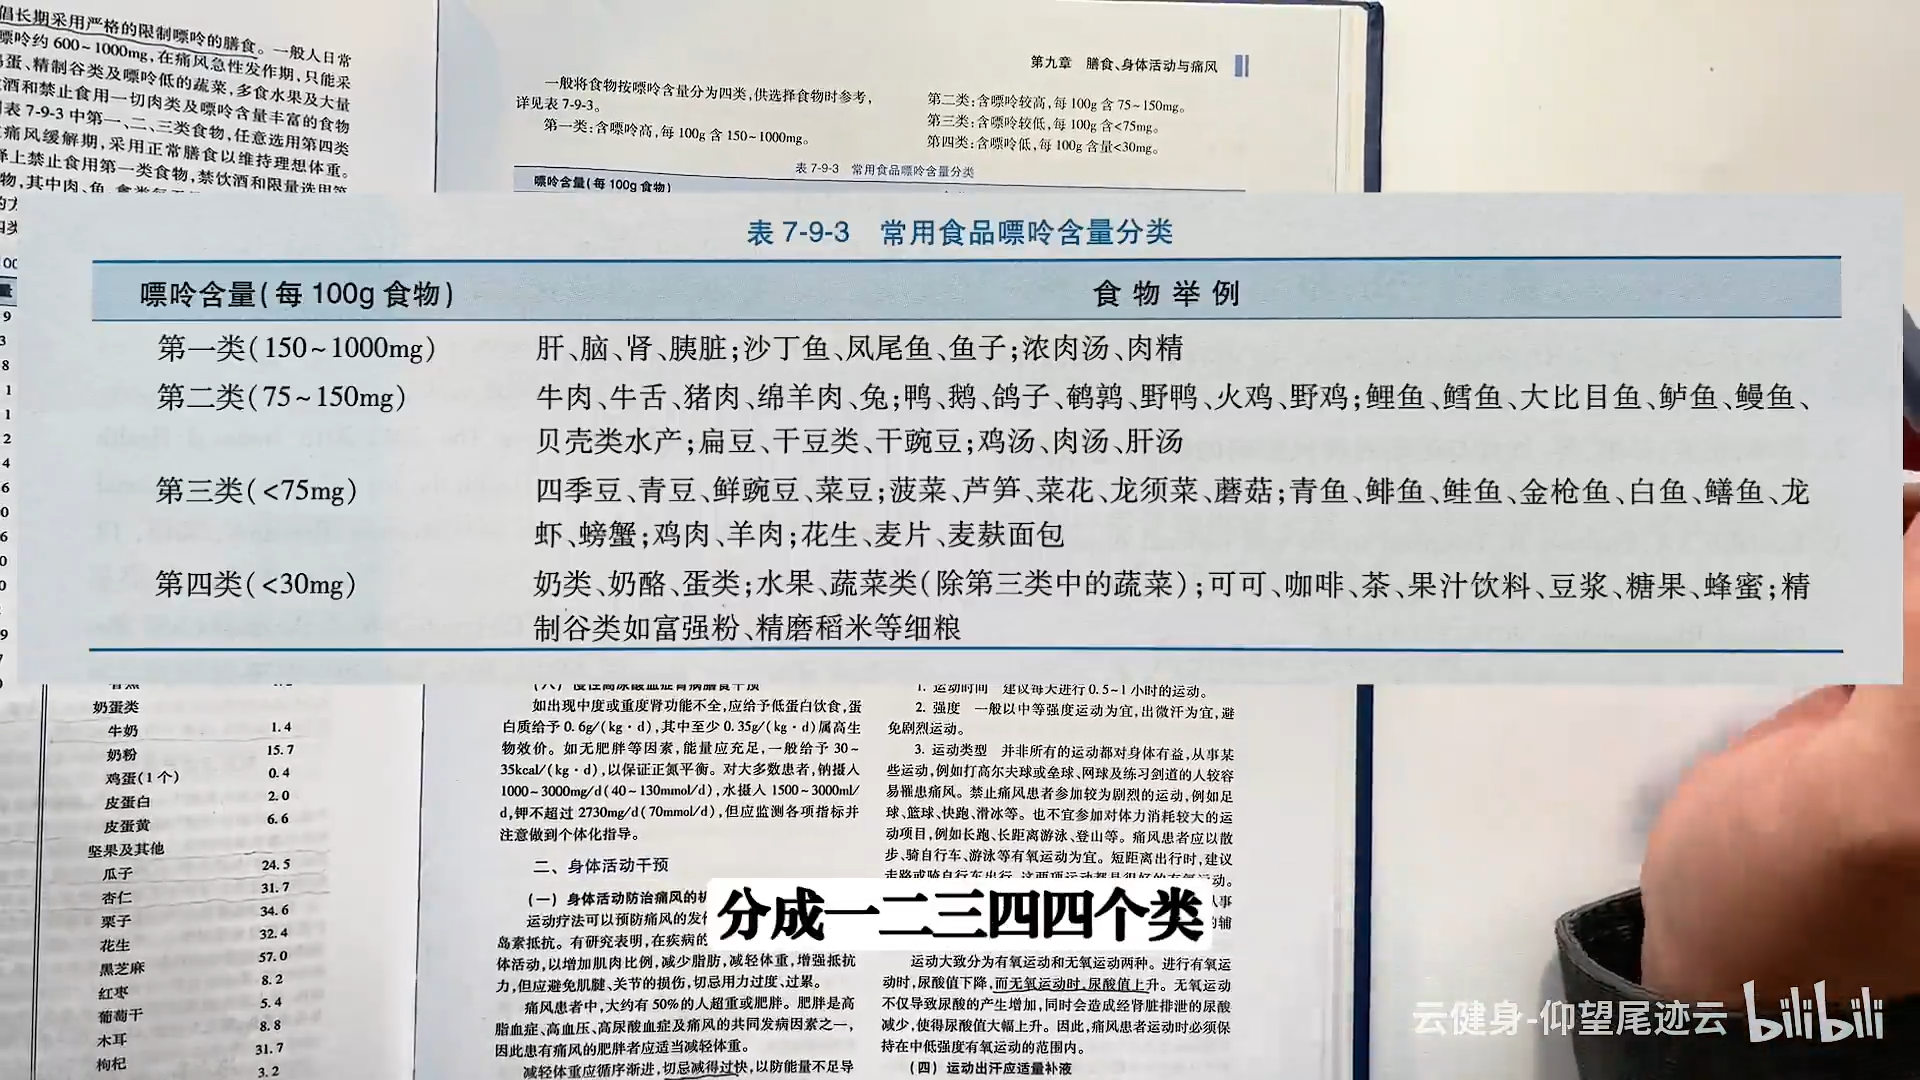 倡长期采用严格的限制嘌呤的膳食。一般人日常
嘌呤约600~1000mg,在痛风急性发作期,只能采
蛋、精制谷类及嘌呤低的蔬菜,多食水果及大量
酒和禁止食用一切肉类及嘌呤含量丰富的食物
表7-9-3中第一、二、三类食物,任意选用第四类
痛风缓解期,采用正常膳食以维持理想体重。
上禁止食用第一类食物,禁饮酒和限量选用第
第九章 膳食、身体活动与痛风
一般将食物按嘌呤含量分为四类,供选择食物时参考,
详见表7-9-3。
第一类:含嘌呤高,每100g含150~1000mg。
第二类:含嘌呤较高,每100g含75~150mg。
第三类:含嘌呤较低,每100g含<75mg。
第四类:含嘌呤低,每100g含量<30mg。
表7-9-3 常用食品嘌呤含量分类
嘌呤含量(每100g食物)
表7-9-3 常用食品嘌呤含量分类
嘌呤含量(每100g食物) 食物举例
第一类(150~1000mg) 肝、脑、肾、胰脏;沙丁鱼、凤尾鱼、鱼子;浓肉汤、肉精
第二类(75~150mg) 牛肉、牛舌、猪肉、绵羊肉、兔;鸭、鹅、鸽子、鹌鹑、野鸭、火鸡、野鸡;鲤鱼、鳕鱼、大比目鱼、鲈鱼、鳗鱼、
贝壳类水产;扁豆、干豆类、干豌豆;鸡汤、肉汤、肝汤
第三类(<75mg) 四季豆、青豆、鲜豌豆、菜豆;菠菜、芦笋、菜花、龙须菜、蘑菇;青鱼、鲱鱼、鲑鱼、金枪鱼、白鱼、鳝鱼、龙
虾、螃蟹;鸡肉、羊肉;花生、麦片、麦麸面包
第四类(<30mg) 奶类、奶酪、蛋类;水果、蔬菜类(除第三类中的蔬菜);可可、咖啡、茶、果汁饮料、豆浆、糖果、蜂蜜;精
制谷类如富强粉、精磨稻米等细粮
奶蛋类
牛奶 1.4
奶粉 15.7
鸡蛋(1个) 0.4
皮蛋白 2.0
皮蛋黄 6.6
坚果及其他
瓜子 24.5
杏仁 31.7
栗子 34.6
花生 32.4
黑芝麻 57.0
红枣 8.2
葡萄干 5.4
木耳 8.8
枸杞 31.7
3.2
如出现中度或重度肾功能不全,应给予低蛋白饮食,蛋
白质给予0.6g/(kg·d),其中至少0.35g/(kg·d)属高生
物效价。如无肥胖等因素,能量应充足,一般给予30~
35kcal/(kg·d),以保证正氮平衡。对大多数患者,钠摄人
1000~3000mg/d(40~130mmol/d),水摄人1500~3000ml/
d,钾不超过2730mg/d(70mmol/d),但应监测各项指标并
注意做到个体化指导。
二、身体活动干预
(一)身体活动防治痛风的机
运动疗法可以预防痛风的发
岛素抵抗。有研究表明,在疾病的
体活动,以增加肌肉比例,减少脂肪,减轻体重,增强抵抗
力,但应避免肌腱、关节的损伤,切忌用力过度、过累。
痛风患者中,大约有50%的人超重或肥胖。肥胖是高
脂血症、高血压、高尿酸血症及痛风的共同发病因素之一,
因此患有痛风的肥胖者应适当减轻体重。
减轻体重应循序渐进,切忌减得过快,以防能量不足导
1. 运动时间 建议每天进行0.5~1小时的运动。
2. 强度 一般以中等强度运动为宜,出微汗为宜,避
免剧烈运动。
3. 运动类型 并非所有的运动都对身体有益,从事某
些运动,例如打高尔夫球或垒球、网球及练习剑道的人较容
易罹患痛风。禁止痛风患者参加较为剧烈的运动,例如足
球、篮球、快跑、滑冰等。也不宜参加对体力消耗较大的运
动项目,例如长跑、长距离游泳、登山等。痛风患者应以散
步、骑自行车、游泳等有氧运动为宜。短距离出行时,建议
动。
从事
的辅
运动大致分为有氧运动和无氧运动两种。进行有氧运
动时,尿酸值下降,而无氧运动时,尿酸值上升。无氧运动
不仅导致尿酸的产生增加,同时会造成经肾脏排泄的尿酸
减少,使得尿酸值大幅上升。因此,痛风患者运动时必须保
持在中低强度有氧运动的范围内。
(四)运动出汗应适量补液
分成一二三四四个类
云健身-仰望尾迹云 bilibili